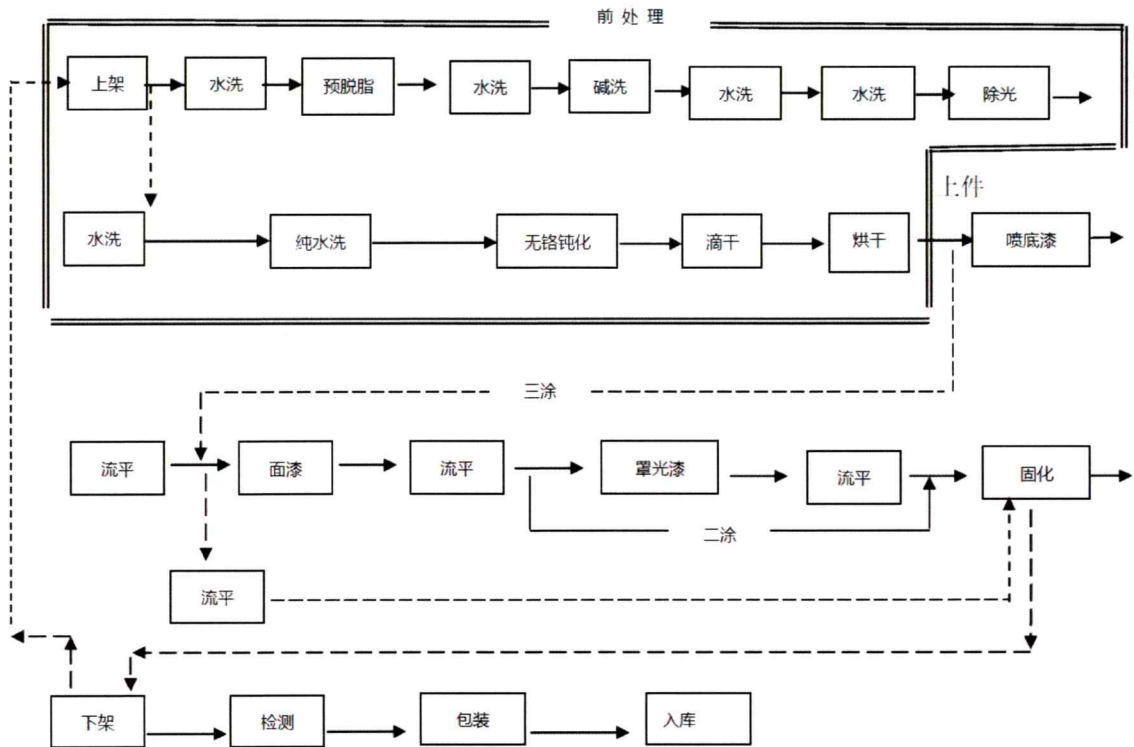 前处理
上架 水洗 预脱脂 水洗 碱洗 水洗 水洗 除光
上件
水洗 纯水洗 无铬钝化 滴干 烘干 喷底漆
三涂
流平 面漆 流平 罩光漆 流平 固化
二涂
流平
下架 检测 包装 入库